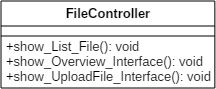 FileController
+show_List_File(): void
+show_Overview_Interface(): void
+show_UploadFile_Interface(): void